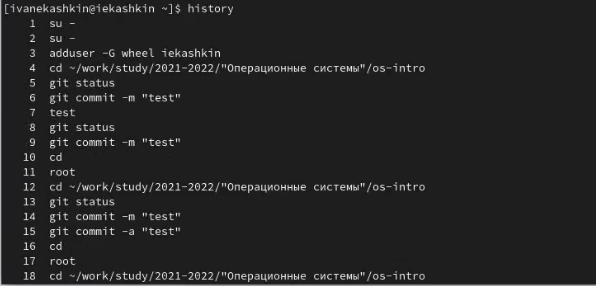 [ivanekashkin@iekashkin ~]$ history
1 su -
2 su -
3 adduser -G wheel iekashkin
4 cd ~/work/study/2021-2022/"Операционные системы"/os-intro
5 git status
6 git commit -m "test"
7 test
8 git status
9 git commit -m "test"
10 cd
11 root
12 cd ~/work/study/2021-2022/"Операционные системы"/os-intro
13 git status
14 git commit -m "test"
15 git commit -a "test"
16 cd
17 root
18 cd ~/work/study/2021-2022/"Операционные системы"/os-intro